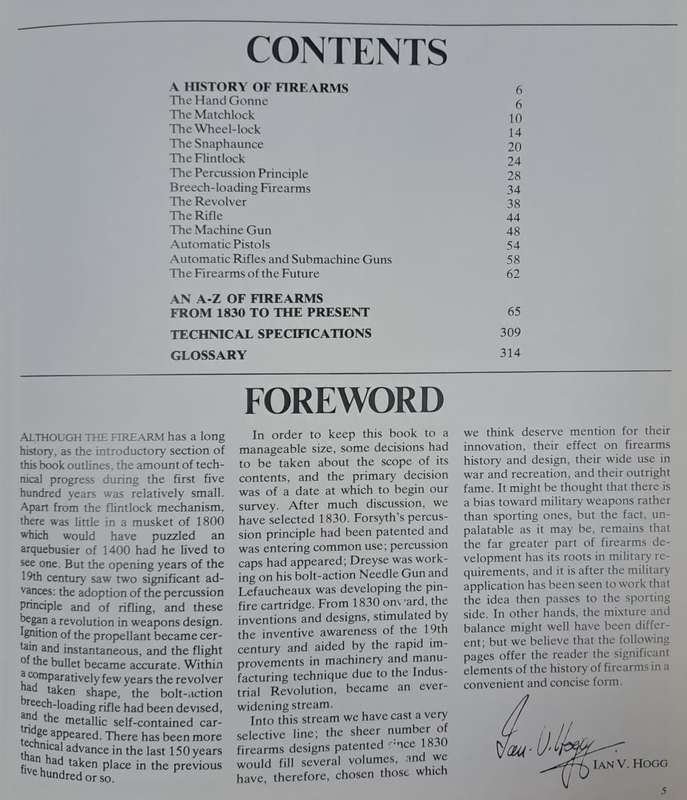 CONTENTS
A HISTORY OF FIREARMS 6
The Hand Gonne 6
The Matchlock 10
The Wheel-lock 14
The Snaphaunce 20
The Flintlock 24
The Percussion Principle 28
Breech-loading Firearms 34
The Revolver 38
The Rifle 44
The Machine Gun 48
Automatic Pistols 54
Automatic Rifles and Submachine Guns 58
The Firearms of the Future 62
AN A-Z OF FIREARMS
FROM 1830 TO THE PRESENT 65
TECHNICAL SPECIFICATIONS 309
GLOSSARY 314
FOREWORD
ALTHOUGH THE FIREARM has a long
history, as the introductory section of
this book outlines, the amount of tech-
nical progress during the first five
hundred years was relatively small.
Apart from the flintlock mechanism,
there was little in a musket of 1800
which would have puzzled an
arquebusier of 1400 had he lived to
see one. But the opening years of the
19th century saw two significant ad-
vances: the adoption of the percussion
principle and of rifling, and these
began a revolution in weapons design.
Ignition of the propellant became cer-
tain and instantaneous, and the flight
of the bullet became accurate. Within
a comparatively few years the revolver
had taken shape, the bolt-action
breech-loading rifle had been devised,
and the metallic self-contained car-
tridge appeared. There has been more
technical advance in the last 150 years
than had taken place in the previous
five hundred or so.
In order to keep this book to a
manageable size, some decisions had
to be taken about the scope of its
contents, and the primary decision
was of a date at which to begin our
survey. After much discussion, we
have selected 1830. Forsyth's percus-
sion principle had been patented and
was entering common use; percussion
caps had appeared; Dreyse was work-
ing on his bolt-action Needle Gun and
Lefaucheaux was developing the pin-
fire cartridge. From 1830 onward, the
inventions and designs, stimulated by
the inventive awareness of the 19th
century and aided by the rapid im-
provements in machinery and manu-
facturing technique due to the Indus-
trial Revolution, became an ever-
widening stream.
Into this stream we have cast a very
selective line; the sheer number of
firearms designs patented since 1830
would fill several volumes, and we
have, therefore, chosen those which
we think deserve mention for their
innovation, their effect on firearms
history and design, their wide use in
war and recreation, and their outright
fame. It might be thought that there is
a bias toward military weapons rather
than sporting ones, but the fact, un-
palatable as it may be, remains that
the far greater part of firearms de-
velopment has its roots in military re-
quirements, and it is after the military
application has been seen to work that
the idea then passes to the sporting
side. In other hands, the mixture and
balance might well have been differ-
ent; but we believe that the following
pages offer the reader the significant
elements of the history of firearms in a
convenient and concise form.
Ian. V. Hogg
IAN V. HOGG
5